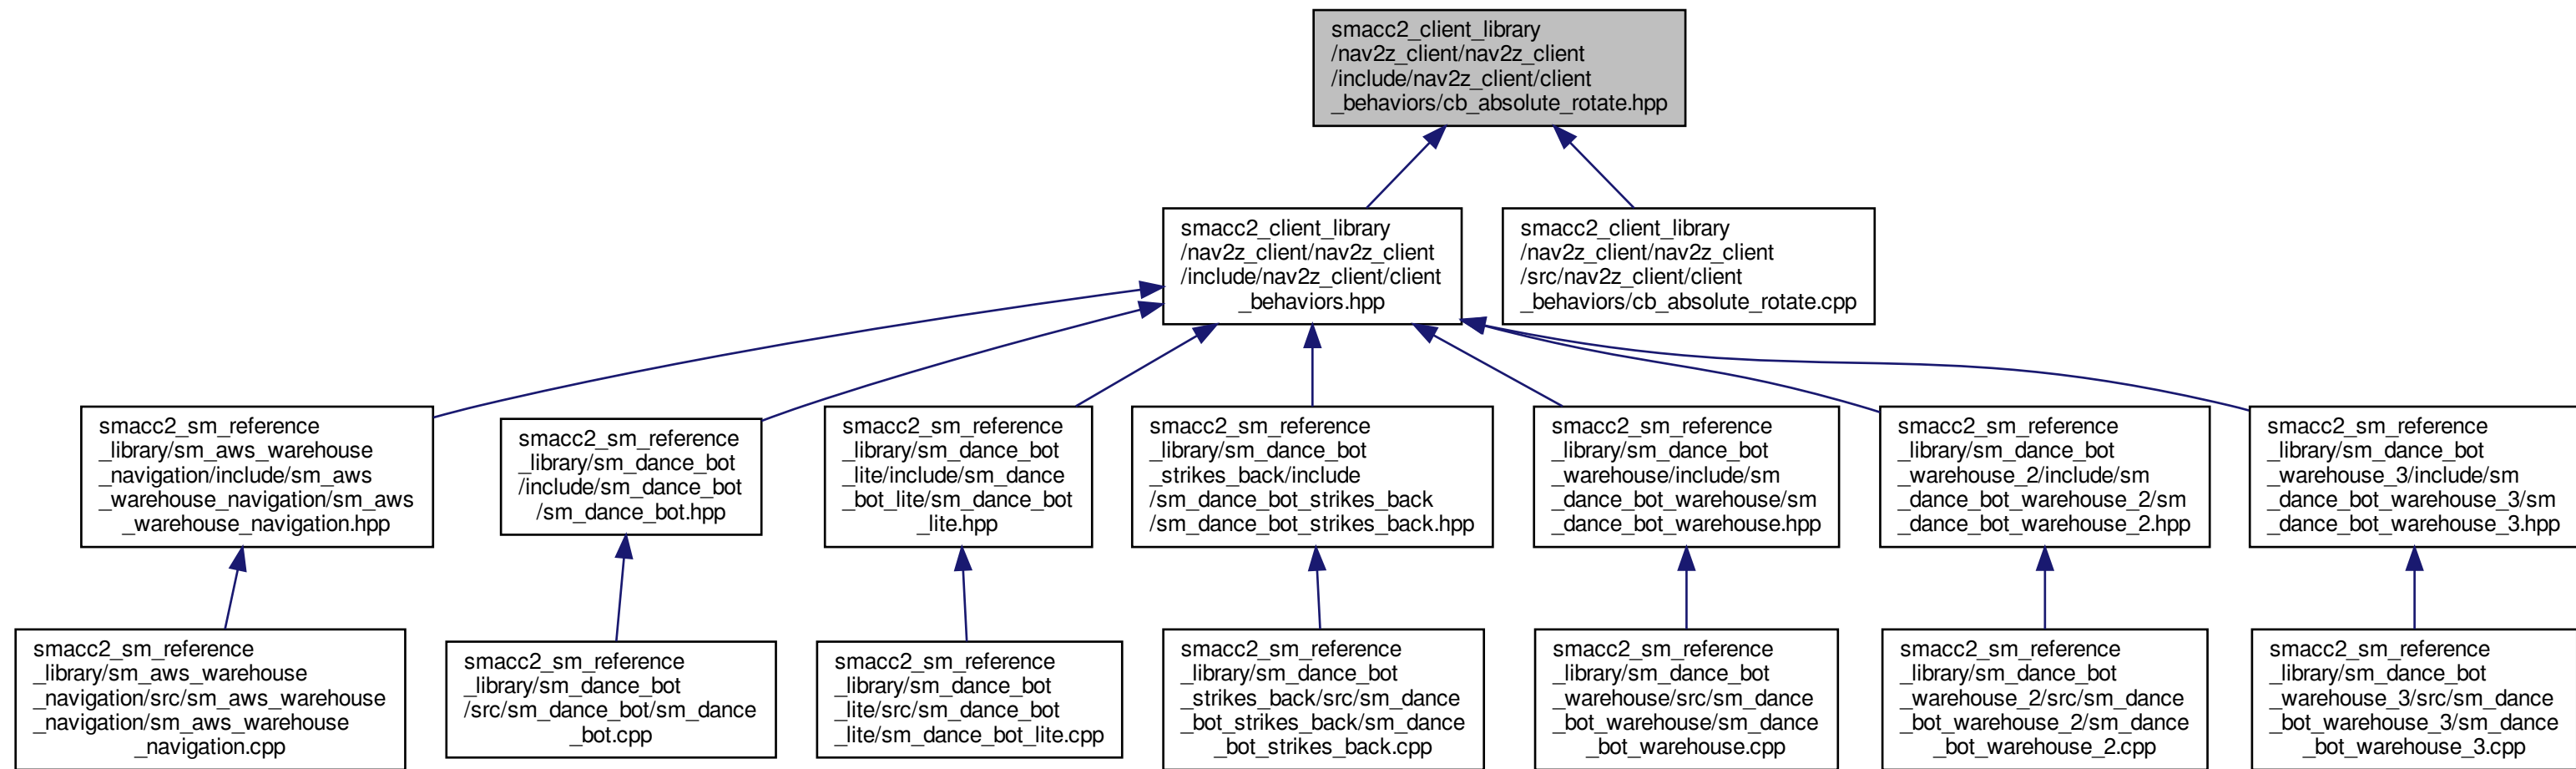 smacc2_client_library
/nav2z_client/nav2z_client
/include/nav2z_client/client
_behaviors/cb_absolute_rotate.hpp
smacc2_client_library
/nav2z_client/nav2z_client
/include/nav2z_client/client
_behaviors.hpp
smacc2_client_library
/nav2z_client/nav2z_client
/src/nav2z_client/client
_behaviors/cb_absolute_rotate.cpp
smacc2_sm_reference
_library/sm_aws_warehouse
_navigation/include/sm_aws
_warehouse_navigation/sm_aws
_warehouse_navigation.hpp
smacc2_sm_reference
_library/sm_dance_bot
/include/sm_dance_bot
/sm_dance_bot.hpp
smacc2_sm_reference
_library/sm_dance_bot
_lite/include/sm_dance
_bot_lite/sm_dance_bot
_lite.hpp
smacc2_sm_reference
_library/sm_dance_bot
_strikes_back/include
/sm_dance_bot_strikes_back
/sm_dance_bot_strikes_back.hpp
smacc2_sm_reference
_library/sm_dance_bot
_warehouse/include/sm
_dance_bot_warehouse/sm
_dance_bot_warehouse.hpp
smacc2_sm_reference
_library/sm_dance_bot
_warehouse_2/include/sm
_dance_bot_warehouse_2/sm
_dance_bot_warehouse_2.hpp
smacc2_sm_reference
_library/sm_dance_bot
_warehouse_3/include/sm
_dance_bot_warehouse_3/sm
_dance_bot_warehouse_3.hpp
smacc2_sm_reference
_library/sm_aws_warehouse
_navigation/src/sm_aws_warehouse
_navigation/sm_aws_warehouse
_navigation.cpp
smacc2_sm_reference
_library/sm_dance_bot
/src/sm_dance_bot/sm_dance
_bot.cpp
smacc2_sm_reference
_library/sm_dance_bot
_lite/src/sm_dance_bot
_lite/sm_dance_bot_lite.cpp
smacc2_sm_reference
_library/sm_dance_bot
_strikes_back/src/sm_dance
_bot_strikes_back/sm_dance
_bot_strikes_back.cpp
smacc2_sm_reference
_library/sm_dance_bot
_warehouse/src/sm_dance
_bot_warehouse/sm_dance
_bot_warehouse.cpp
smacc2_sm_reference
_library/sm_dance_bot
_warehouse_2/src/sm_dance
_bot_warehouse_2/sm_dance
_bot_warehouse_2.cpp
smacc2_sm_reference
_library/sm_dance_bot
_warehouse_3/src/sm_dance
_bot_warehouse_3/sm_dance
_bot_warehouse_3.cpp